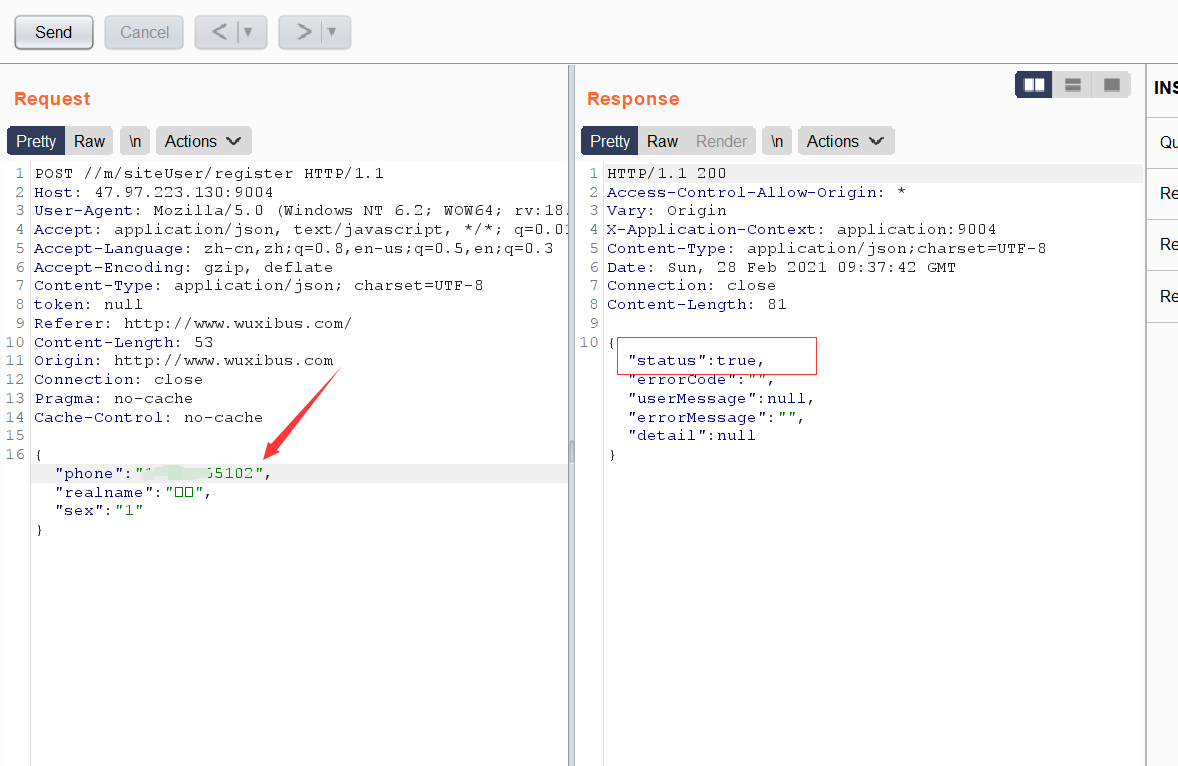 Send
Cancel
<
>
Request
Response
INS
Pretty
Raw
\n
Actions
Pretty
Raw
Render
\n
Actions
Qu
Re
Re
Re
1 POST //m/siteUser/register HTTP/1.1
2 Host: 47.97.223.130:9004
3 User-Agent: Mozilla/5.0 (Windows NT 6.2; WOW64; rv:18.
4 Accept: application/json, text/javascript, */*; q=0.01
5 Accept-Language: zh-cn,zh;q=0.8,en-us;q=0.5,en;q=0.3
6 Accept-Encoding: gzip, deflate
7 Content-Type: application/json; charset=UTF-8
8 token: null
9 Referer: http://www.wuxibus.com/
10 Content-Length: 53
11 Origin: http://www.wuxibus.com
12 Connection: close
13 Pragma: no-cache
14 Cache-Control: no-cache
15
16 {
"phone":"55102",
"realname":"□□",
"sex":"1"
}
1 HTTP/1.1 200
2 Access-Control-Allow-Origin: *
3 Vary: Origin
4 X-Application-Context: application:9004
5 Content-Type: application/json;charset=UTF-8
6 Date: Sun, 28 Feb 2021 09:37:42 GMT
7 Connection: close
8 Content-Length: 81
9
10 {
"status":true,
"errorCode":"",
"userMessage":null,
"errorMessage":"",
"detail":null
}